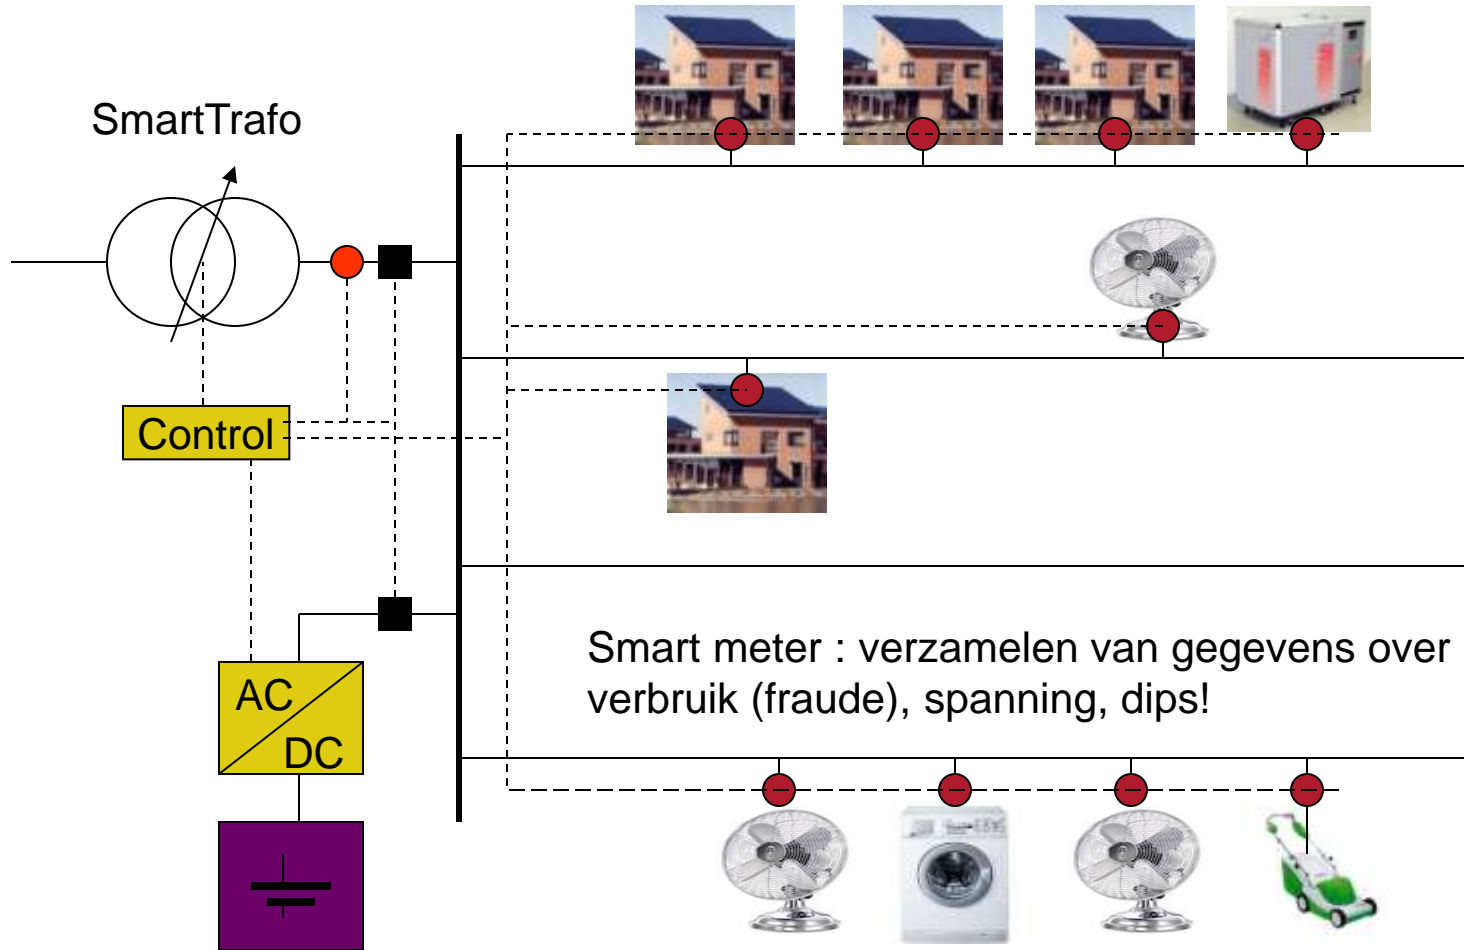 SmartTrafo
Control
Smart meter : verzamelen van gegevens over
verbruik (fraude), spanning, dips!
AC
DC